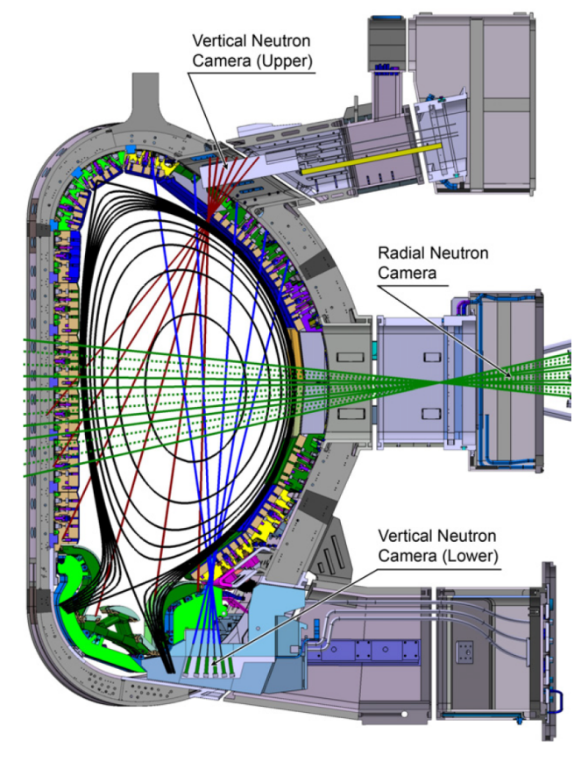 Vertical Neutron
Camera (Upper)
Radial Neutron
Camera
Vertical Neutron
Camera (Lower)